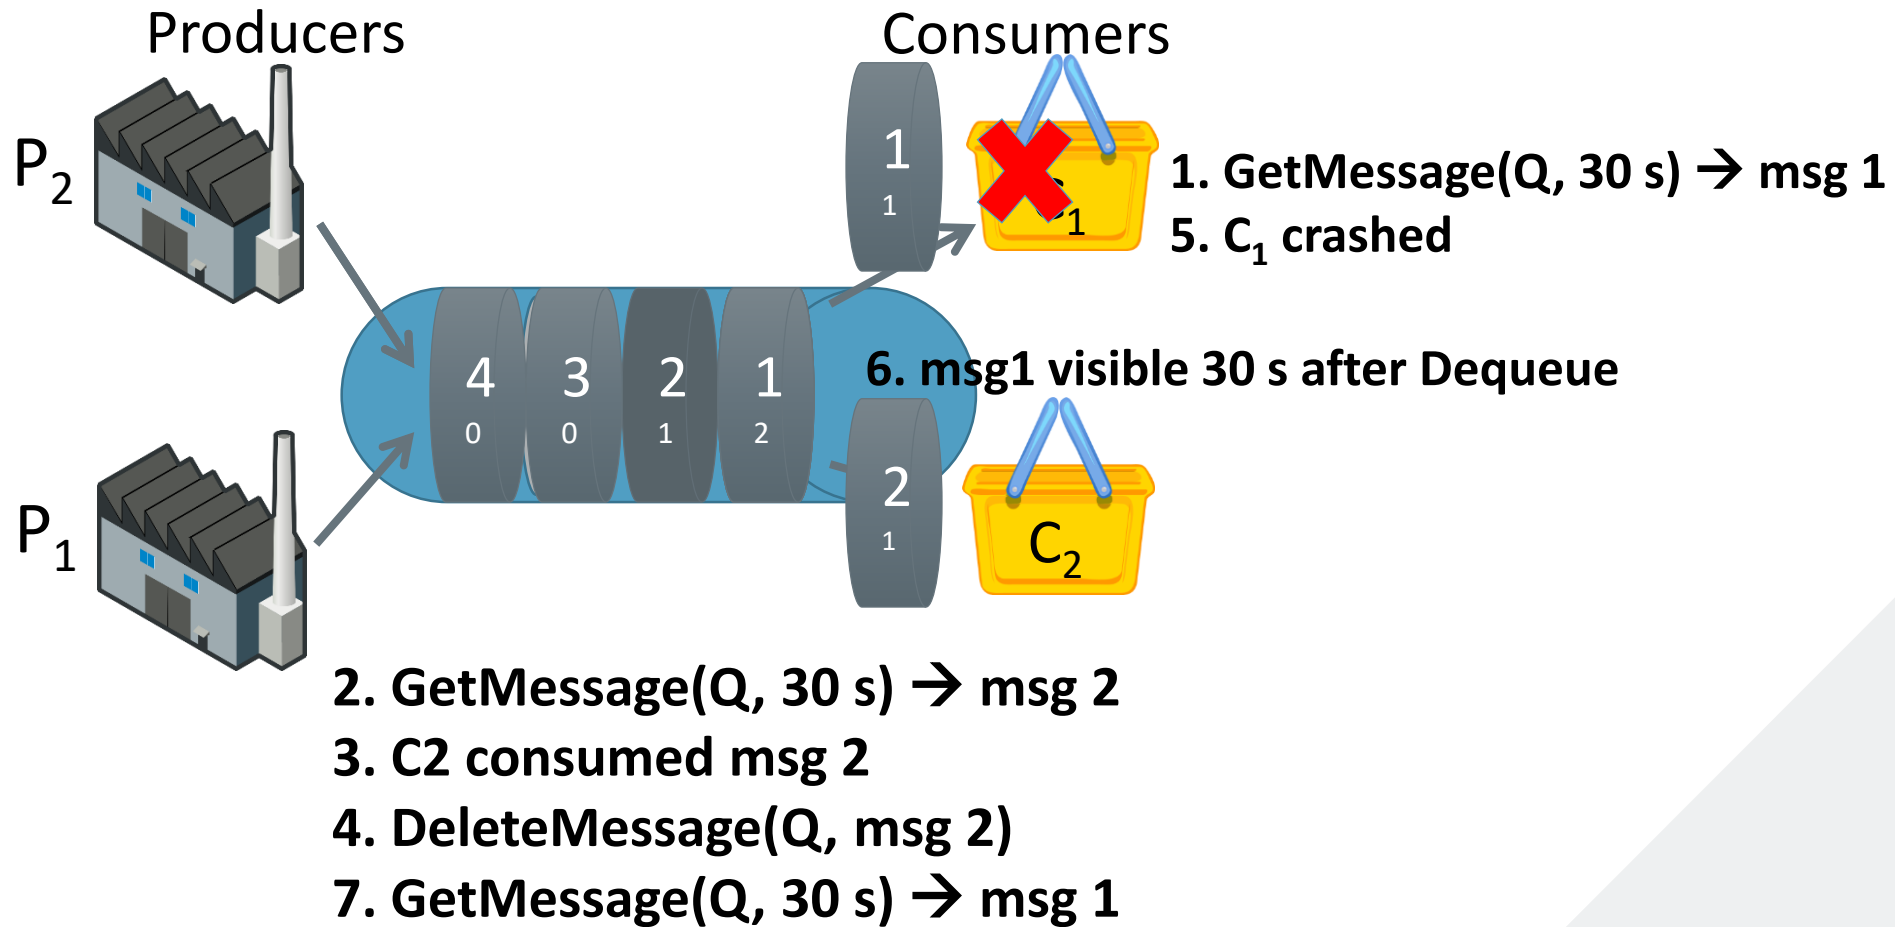 Producers
Consumers
P2
1
1
C1
1. GetMessage(Q, 30 s) → msg 1
5. C1 crashed
4 3 2 1
0 0 1 2
6. msg1 visible 30 s after Dequeue
P1
2
1
C2
2. GetMessage(Q, 30 s) → msg 2
3. C2 consumed msg 2
4. DeleteMessage(Q, msg 2)
7. GetMessage(Q, 30 s) → msg 1